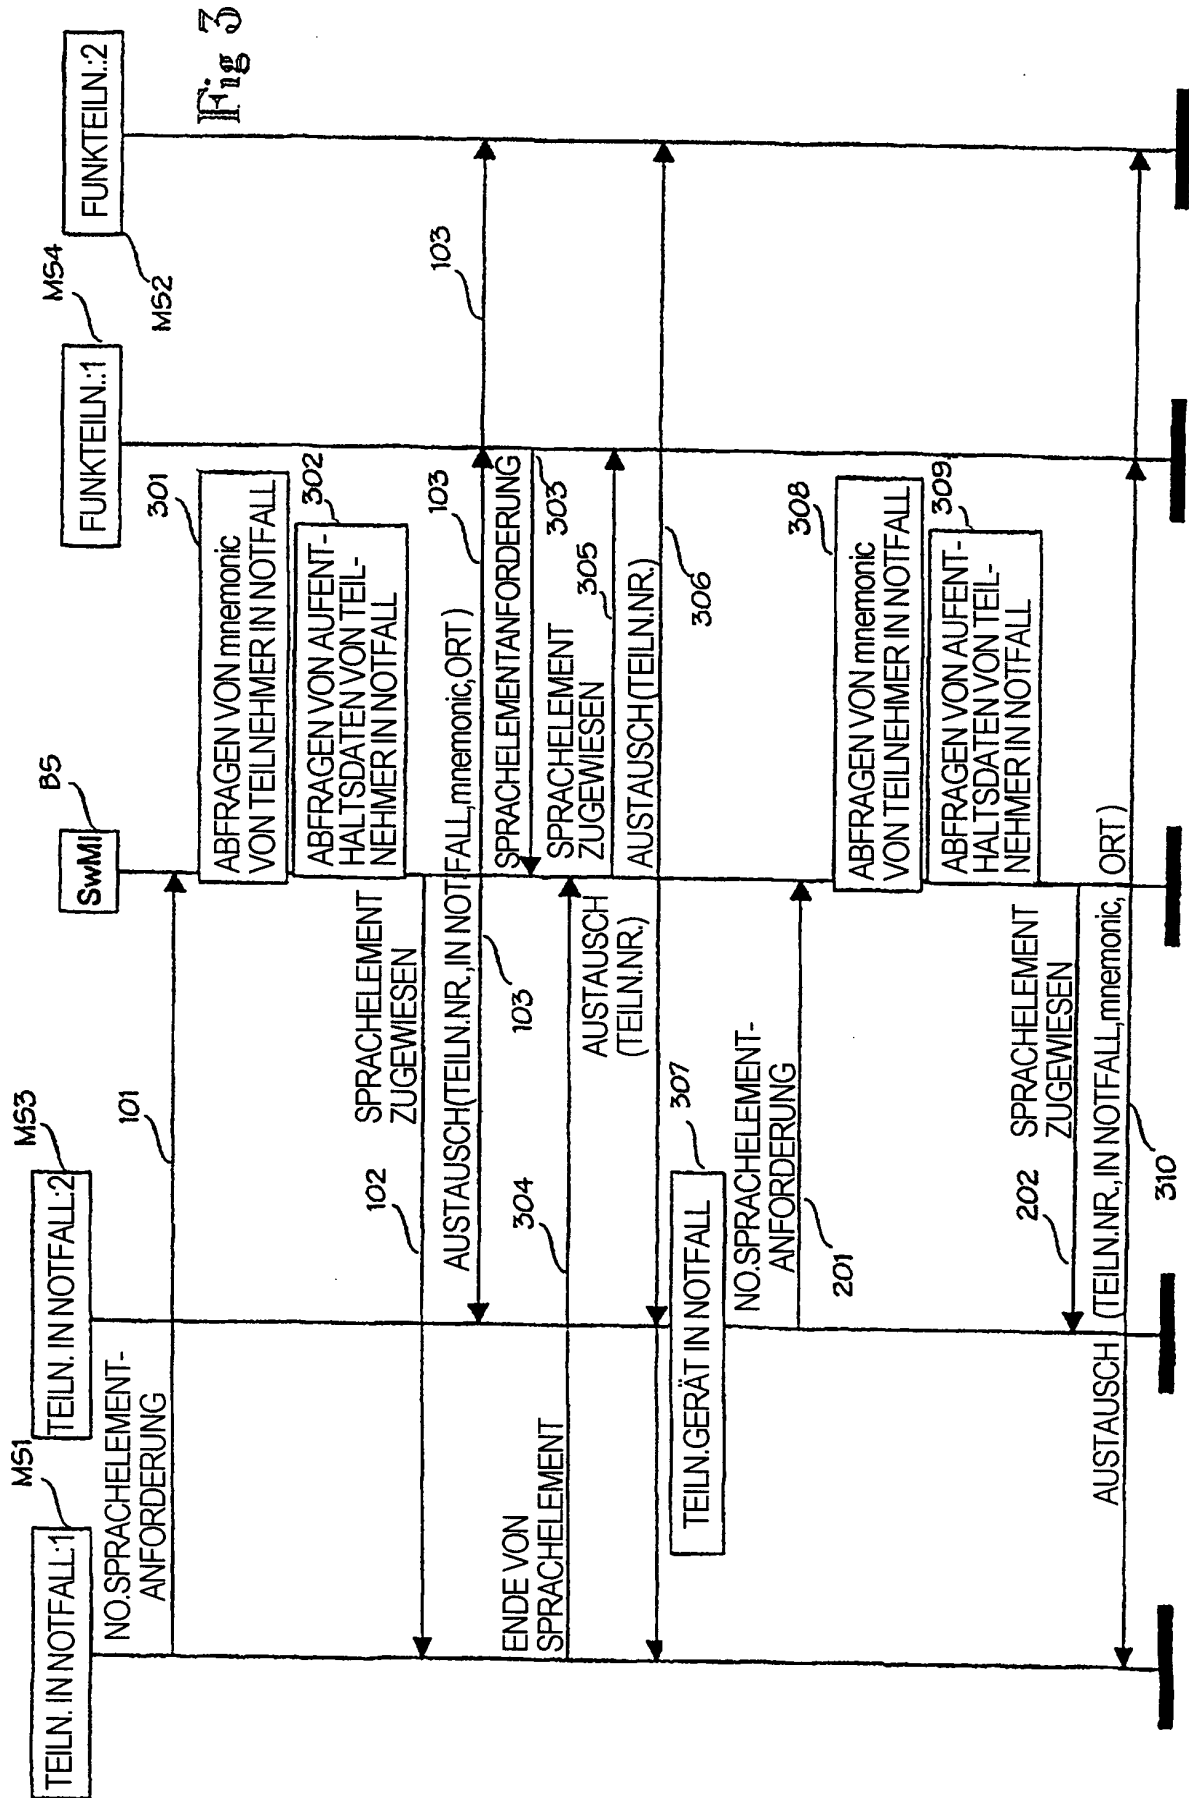 Fig 3
MS1
TEILN. IN NOTFALL:1
MS3
TEILN. IN NOTFALL:2
BS
SwMI
MS4
FUNKTEILN.:1
FUNKTEILN.:2
MS2
NO.SPRACHELEMENT-
ANFORDERUNG
101
301
ABFRAGEN VON mnemonic
VON TEILNEHMER IN NOTFALL
302
ABFRAGEN VON AUFENT-
HALTSDATEN VON TEIL-
NEHMER IN NOTFALL
SPRACHELEMENT
ZUGEWIESEN
102
AUSTAUSCH(TEILN.NR.,IN NOTFALL,mnemonic,ORT)
103
103
103
SPRACHELEMENTANFORDERUNG
303
ENDE VON
SPRACHELEMENT
304
SPRACHELEMENT
ZUGEWIESEN
305
AUSTAUSCH
(TEILN.NR.)
AUSTAUSCH(TEILN.NR.)
306
TEILN.GERÄT IN NOTFALL
307
NO.SPRACHELEMENT-
ANFORDERUNG
201
308
ABFRAGEN VON mnemonic
VON TEILNEHMER IN NOTFALL
309
ABFRAGEN VON AUFENT-
HALTSDATEN VON TEIL-
NEHMER IN NOTFALL
SPRACHELEMENT
ZUGEWIESEN
202
AUSTAUSCH (TEILN.NR.,IN NOTFALL,mnemonic, ORT)
310